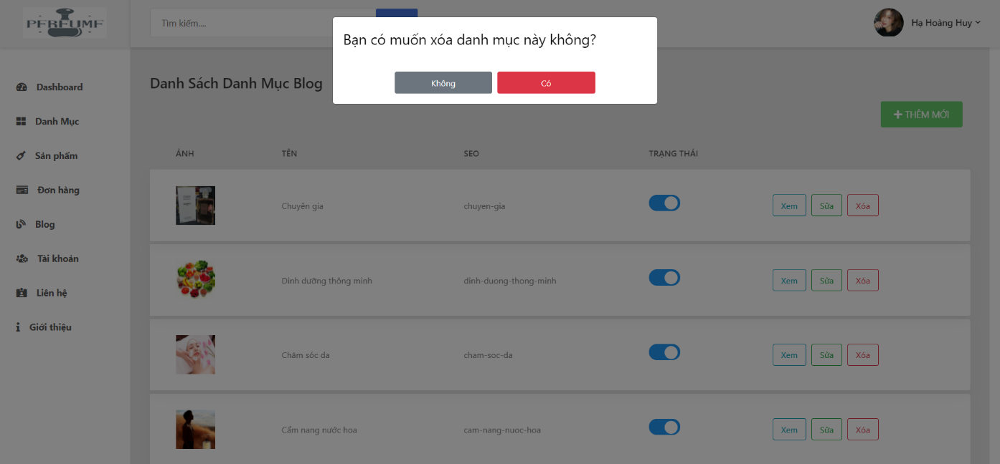 PERFUME
Tìm kiếm....
Hạ Hoàng Huy
Bạn có muốn xóa danh mục này không?
Không
Có
Dashboard
Danh Mục
Sản phẩm
Đơn hàng
Blog
Tài khoản
Liên hệ
Giới thiệu
Danh Sách Danh Mục Blog
THÊM MỚI
ẢNH TÊN SEO TRẠNG THÁI
Chuyên gia chuyen-gia Xem Sửa Xóa
Dinh dưỡng thông minh dinh-duong-thong-minh Xem Sửa Xóa
Chăm sóc da cham-soc-da Xem Sửa Xóa
Cẩm nang nước hoa cam-nang-nuoc-hoa Xem Sửa Xóa